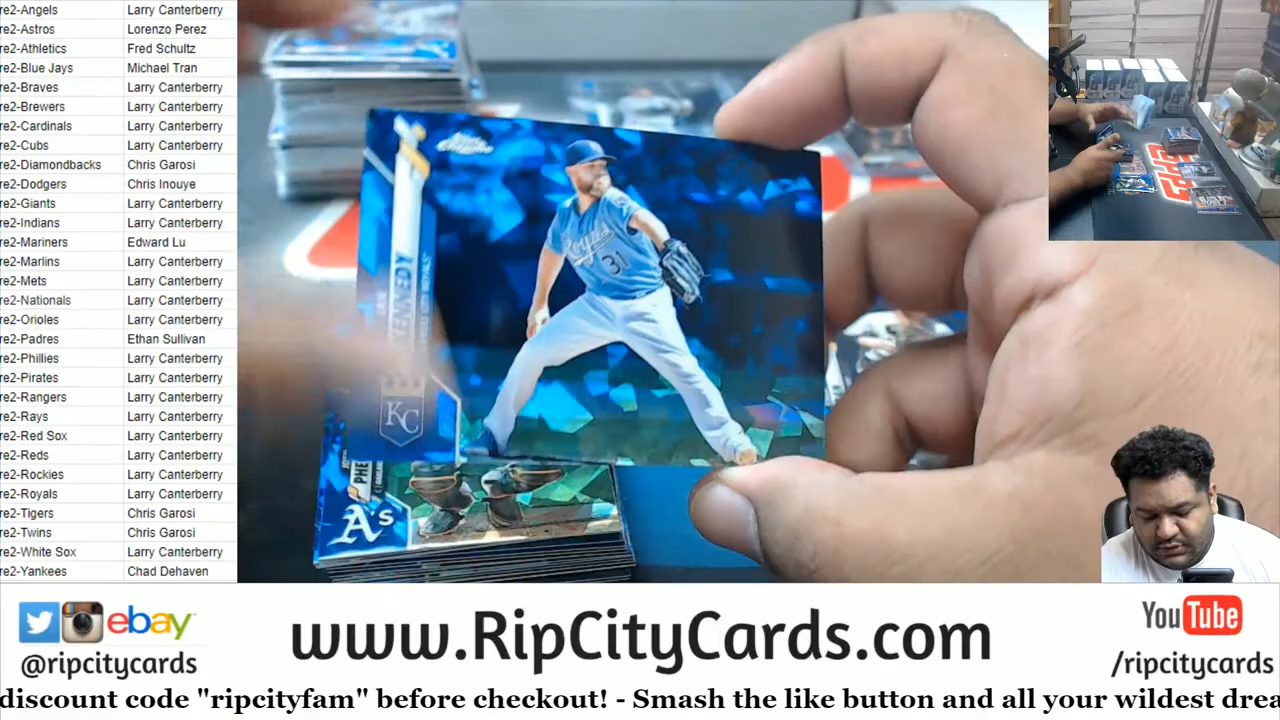 re2-Angels Larry Canterberry
re2-Astros Lorenzo Perez
re2-Athletics Fred Schultz
re2-Blue Jays Michael Tran
re2-Braves Larry Canterberry
re2-Brewers Larry Canterberry
re2-Cardinals Larry Canterberry
re2-Cubs Larry Canterberry
re2-Diamondbacks Chris Garosi
re2-Dodgers Chris Inouye
re2-Giants Larry Canterberry
re2-Indians Larry Canterberry
re2-Mariners Edward Lu
re2-Marlins Larry Canterberry
re2-Mets Larry Canterberry
re2-Nationals Larry Canterberry
re2-Orioles Larry Canterberry
re2-Padres Ethan Sullivan
re2-Phillies Larry Canterberry
re2-Pirates Larry Canterberry
re2-Rangers Larry Canterberry
re2-Rays Larry Canterberry
re2-Red Sox Larry Canterberry
re2-Reds Larry Canterberry
re2-Rockies Larry Canterberry
re2-Royals Larry Canterberry
re2-Tigers Chris Garosi
re2-Twins Chris Garosi
re2-White Sox Larry Canterberry
re2-Yankees Chad Dehaven
KENNEDY
Royals
31
KC
PHE
A's
ebay
@ripcitycards
www.RipCityCards.com
YouTube
/ripcitycards
discount code "ripcityfam" before checkout! - Smash the like button and all your wildest drea